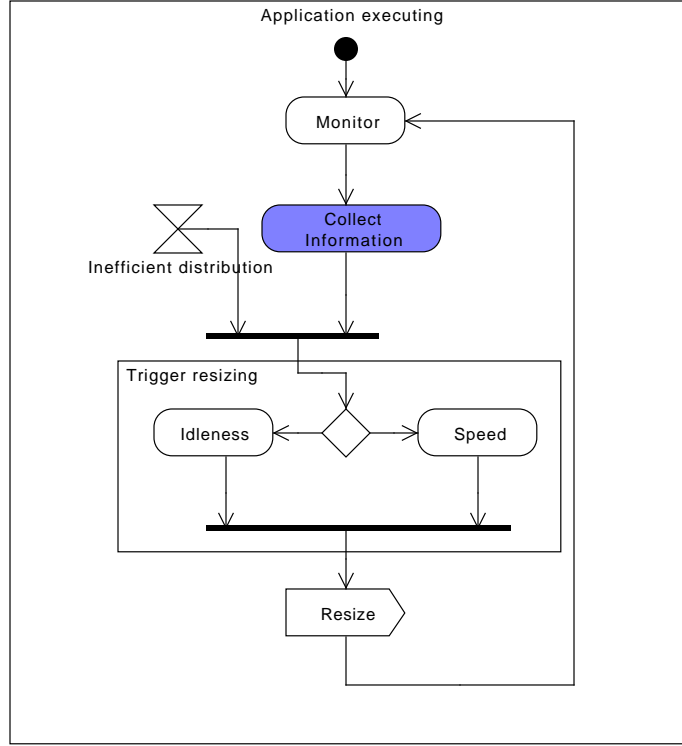 Application executing
Monitor
Collect
Information
Inefficient distribution
Trigger resizing
Idleness
Speed
Resize